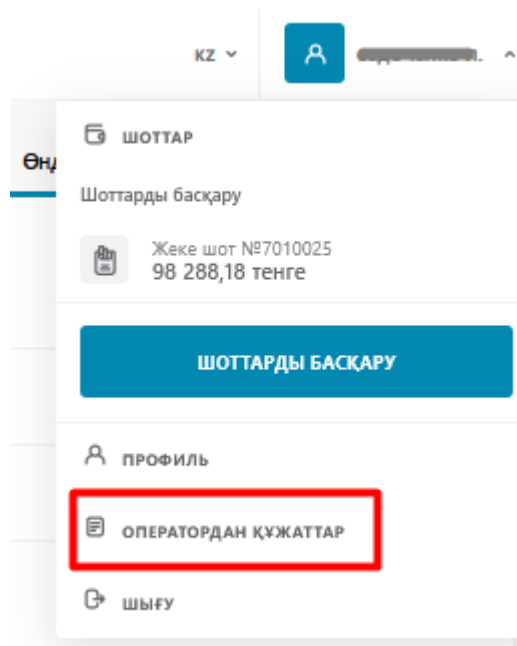 KZ
ШОТТАР
Өнд
Шоттарды басқару
Жеке шот №7010025
98 288,18 тенге
ШОТТАРДЫ БАСҚАРУ
ПРОФИЛЬ
ОПЕРАТОРДАН ҚҰЖАТТАР
ШЫҒУ